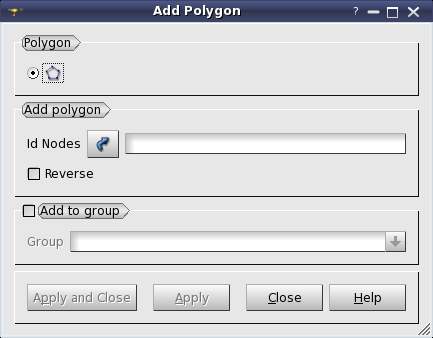 Add Polygon ?
Polygon
Add polygon
Id Nodes
Reverse
Add to group
Group
Apply and Close Apply Close Help